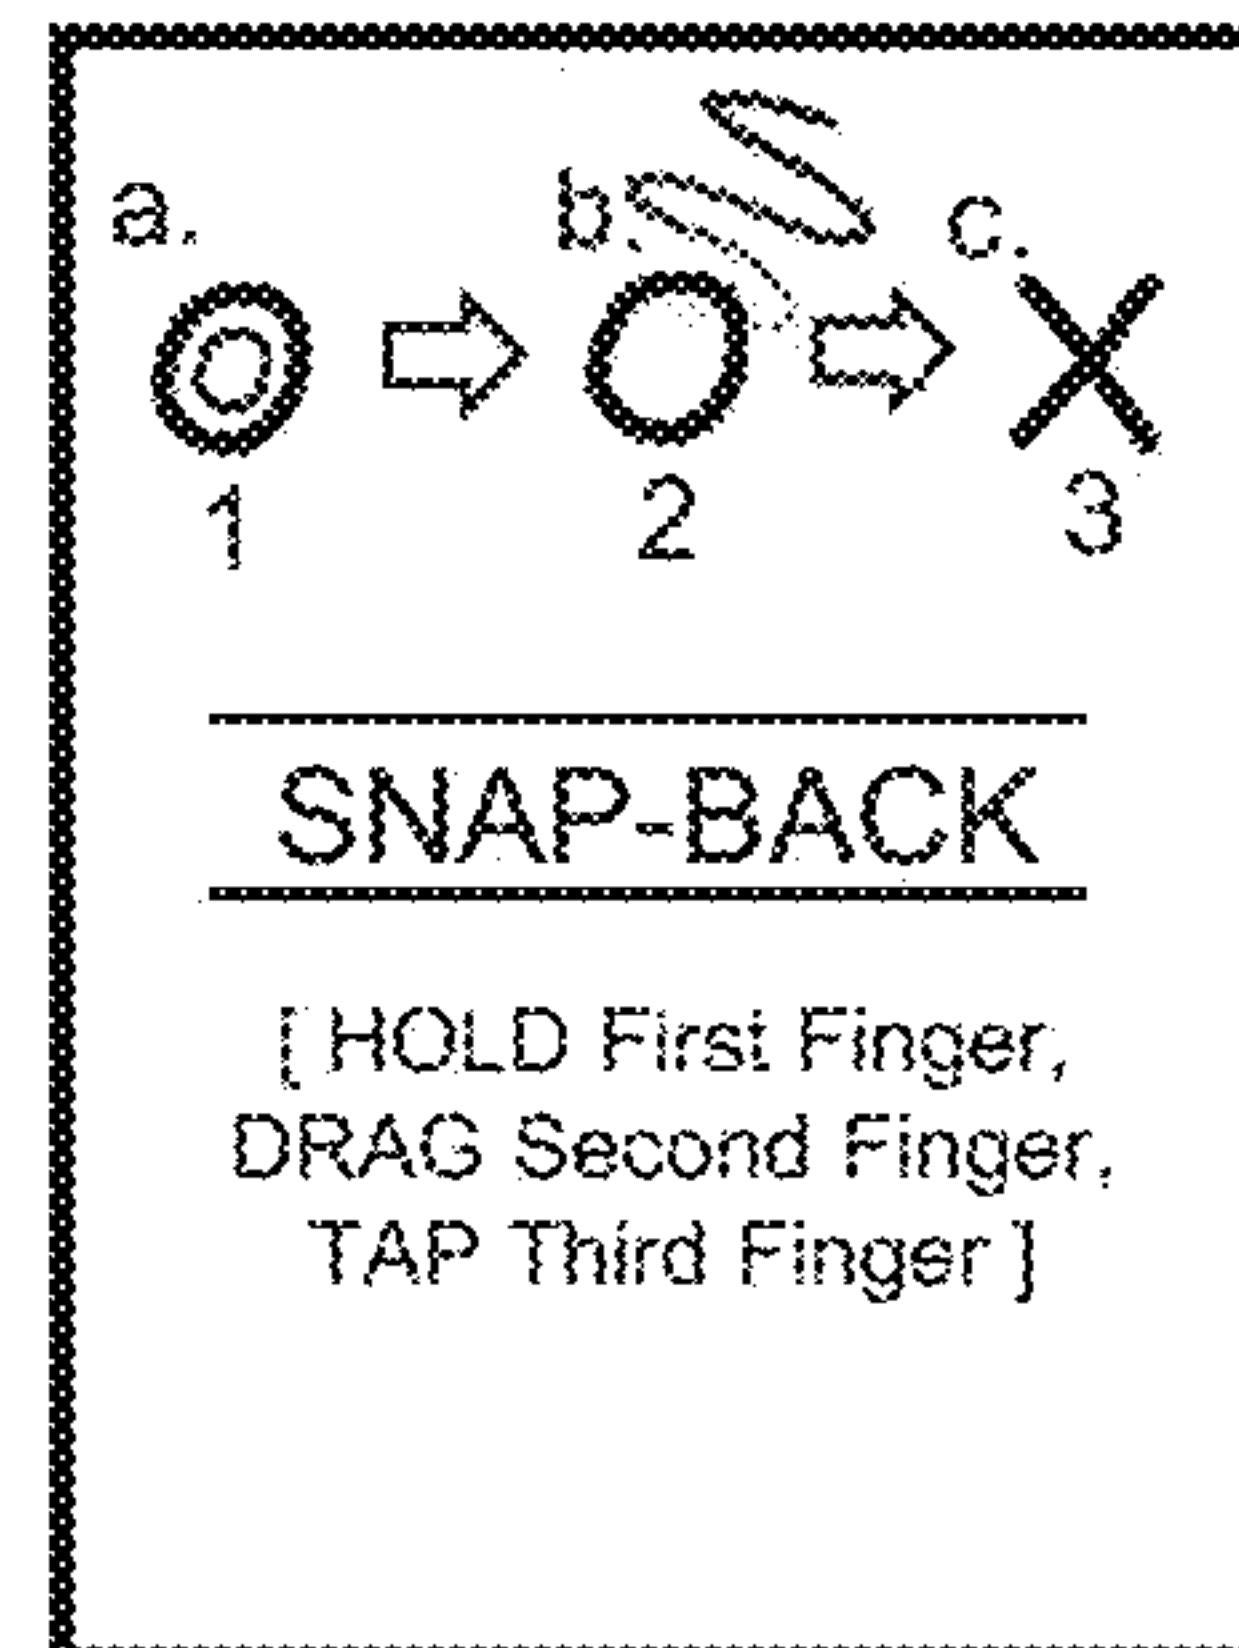 a. b. c.
1 2 3
SNAP-BACK
[ HOLD First Finger,
DRAG Second Finger,
TAP Third Finger ]